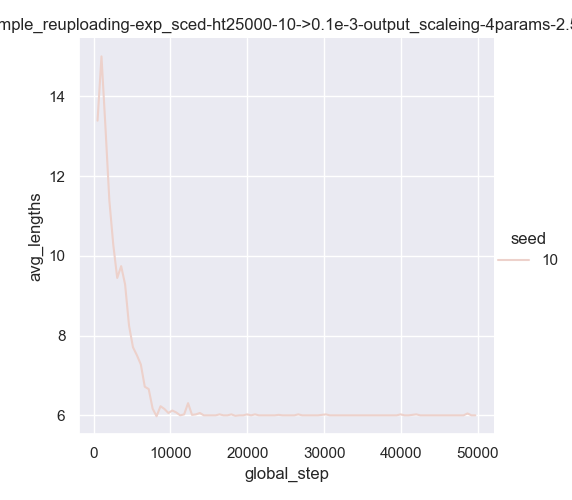 mple_reuploading-exp_sced-ht25000-10->0.1e-3-output_scaleing-4params-2.5
14
12
10
8
6
avg_lengths
0 10000 20000 30000 40000 50000
global_step
seed
10